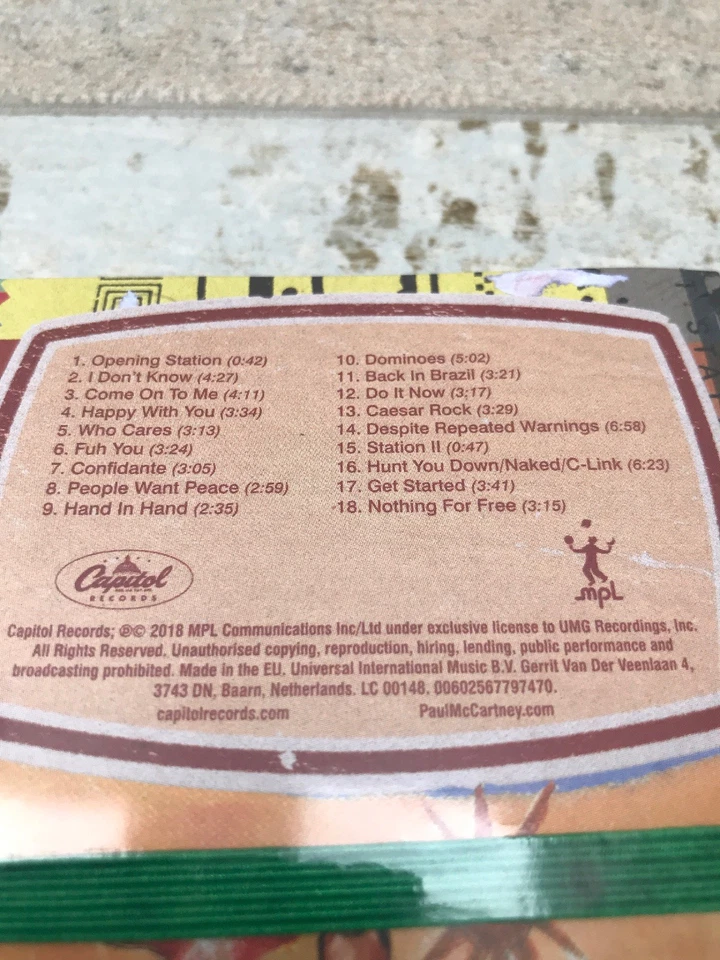 1. Opening Station (0:42)
2. I Don't Know (4:27)
3. Come On To Me (4:11)
4. Happy With You (3:34)
5. Who Cares (3:13)
6. Fuh You (3:24)
7. Confidante (3:05)
8. People Want Peace (2:59)
9. Hand In Hand (2:35)
10. Dominoes (5:02)
11. Back In Brazil (3:21)
12. Do It Now (3:17)
13. Caesar Rock (3:29)
14. Despite Repeated Warnings (6:58)
15. Station II (0:47)
16. Hunt You Down/Naked/C-Link (6:23)
17. Get Started (3:41)
18. Nothing For Free (3:15)
Capitol
RECORDS
mpL
Capitol Records; ℗© 2018 MPL Communications Inc/Ltd under exclusive license to UMG Recordings, Inc.
All Rights Reserved. Unauthorised copying, reproduction, hiring, lending, public performance and
broadcasting prohibited. Made in the EU. Universal International Music B.V. Gerrit Van Der Veenlaan 4,
3743 DN, Baarn, Netherlands. LC 00148. 00602567797470.
capitolrecords.com PaulMcCartney.com